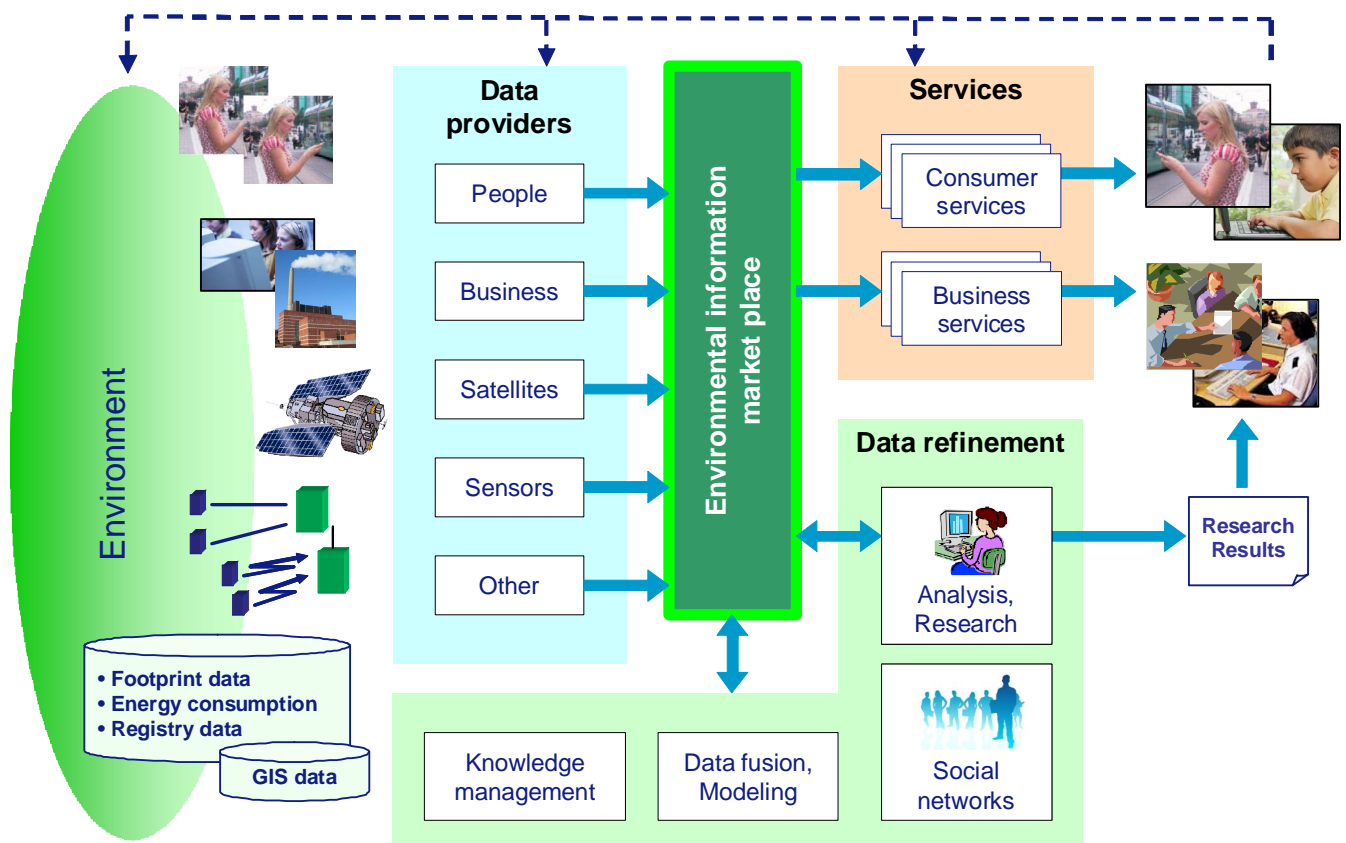 Environment
• Footprint data
• Energy consumption
• Registry data
GIS data
Data
providers
People
Business
Satellites
Sensors
Other
Environmental information
market place
Services
Consumer
services
Business
services
Data refinement
Analysis,
Research
Social
networks
Knowledge
management
Data fusion,
Modeling
Research
Results